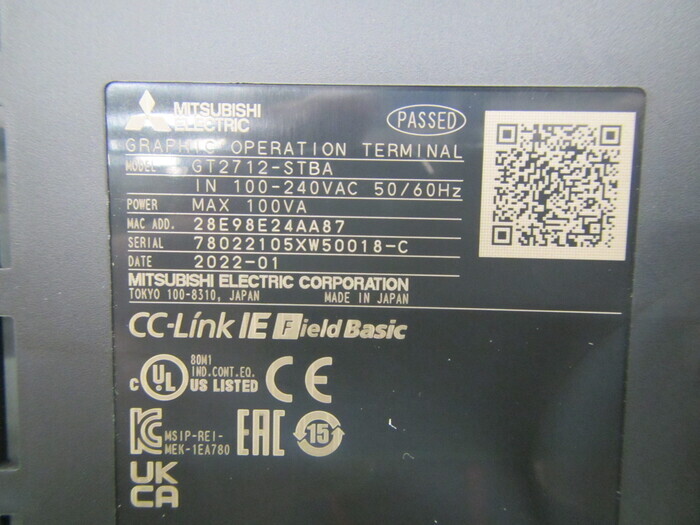 MITSUBISHI
ELECTRIC
PASSED
GRAPHIC OPERATION TERMINAL
MODEL GT2712-STBA
IN 100-240VAC 50/60Hz
POWER MAX 100VA
MAC ADD. 28E98E24AA87
SERIAL 78022105XW50018-C
DATE 2022-01
MITSUBISHI ELECTRIC CORPORATION
TOKYO 100-8310, JAPAN MADE IN JAPAN
CC-Link IE Field Basic
80M1
IND.CONT.EQ.
c UL US LISTED CE
MSIP-REI-
MEK-1EA780
EAC 15
UK
CA